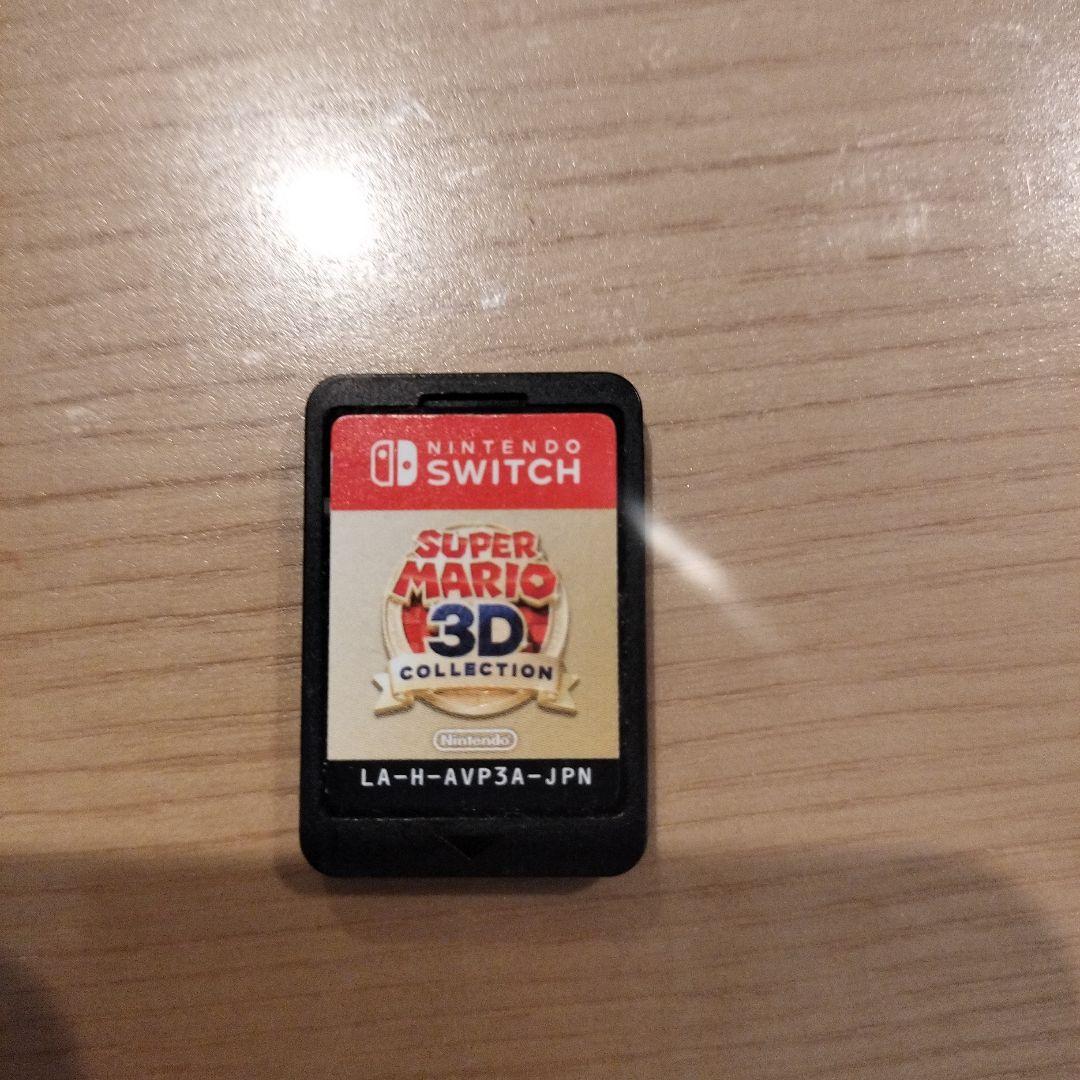 NINTENDO
SWITCH
SUPER
MARIO
3D
COLLECTION
Nintendo
LA-H-AVP3A-JPN